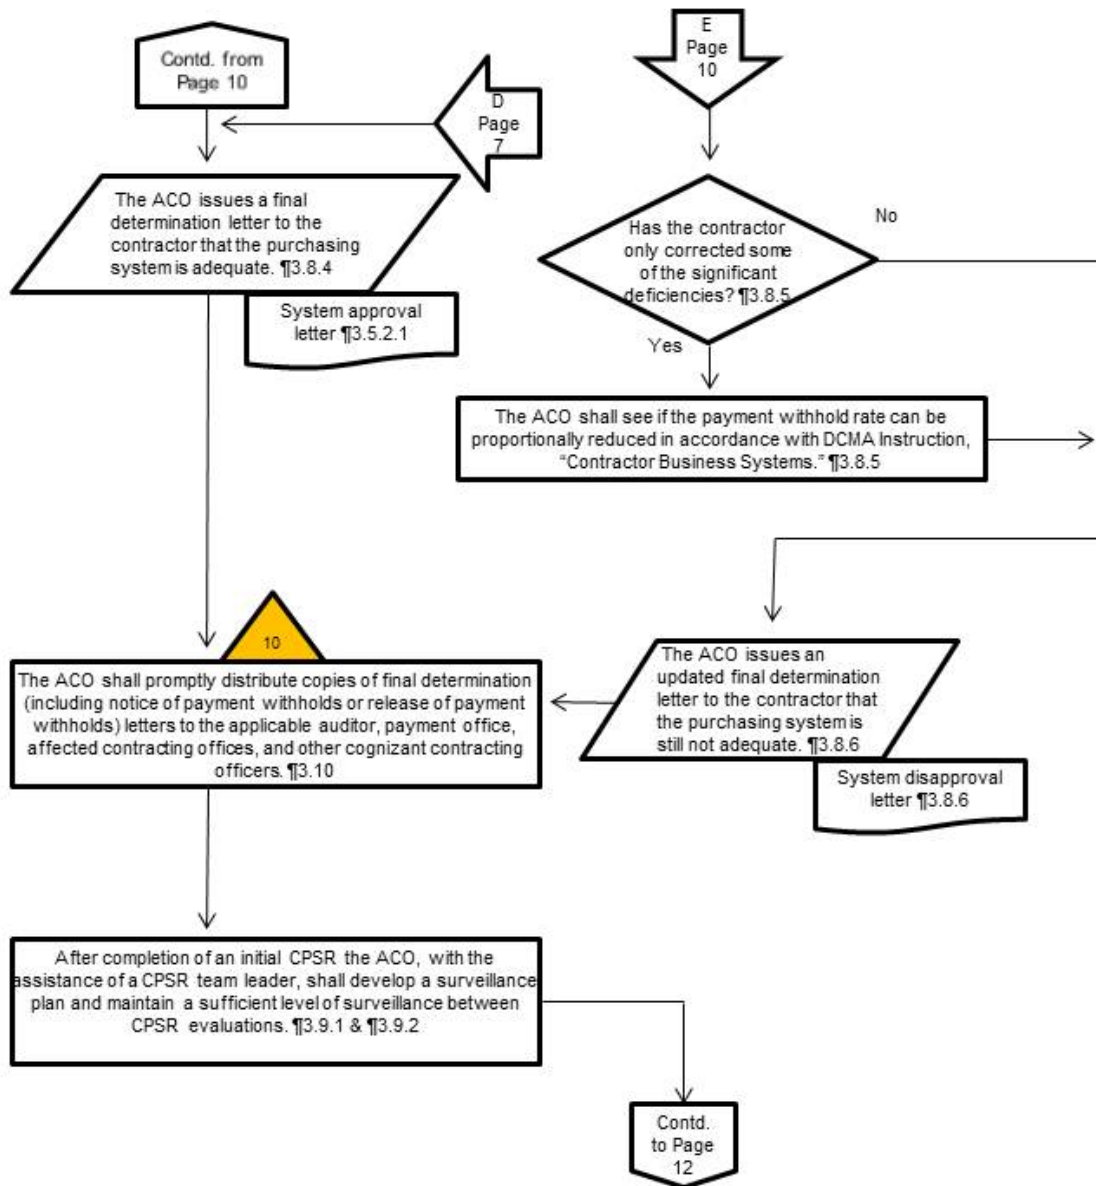 Contd. from
Page 10
E
Page
10
D
Page
7
The ACO issues a final
determination letter to the
contractor that the purchasing
system is adequate. ¶3.8.4
System approval
letter ¶3.5.2.1
Has the contractor
only corrected some
of the significant
deficiencies? ¶3.8.5
No
Yes
The ACO shall see if the payment withhold rate can be
proportionally reduced in accordance with DCMA Instruction,
“Contractor Business Systems.” ¶3.8.5
10
The ACO shall promptly distribute copies of final determination
(including notice of payment withholds or release of payment
withholds) letters to the applicable auditor, payment office,
affected contracting offices, and other cognizant contracting
officers. ¶3.10
The ACO issues an
updated final determination
letter to the contractor that
the purchasing system is
still not adequate. ¶3.8.6
System disapproval
letter ¶3.8.6
After completion of an initial CPSR the ACO, with the
assistance of a CPSR team leader, shall develop a surveillance
plan and maintain a sufficient level of surveillance between
CPSR evaluations. ¶3.9.1 & ¶3.9.2
Contd.
to Page
12